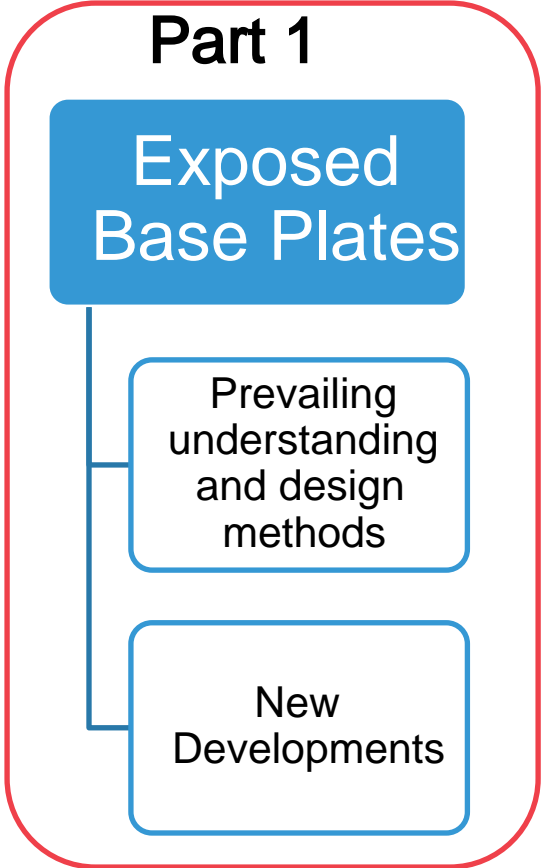 Part 1
Exposed
Base Plates
Prevailing
understanding
and design
methods
New
Developments